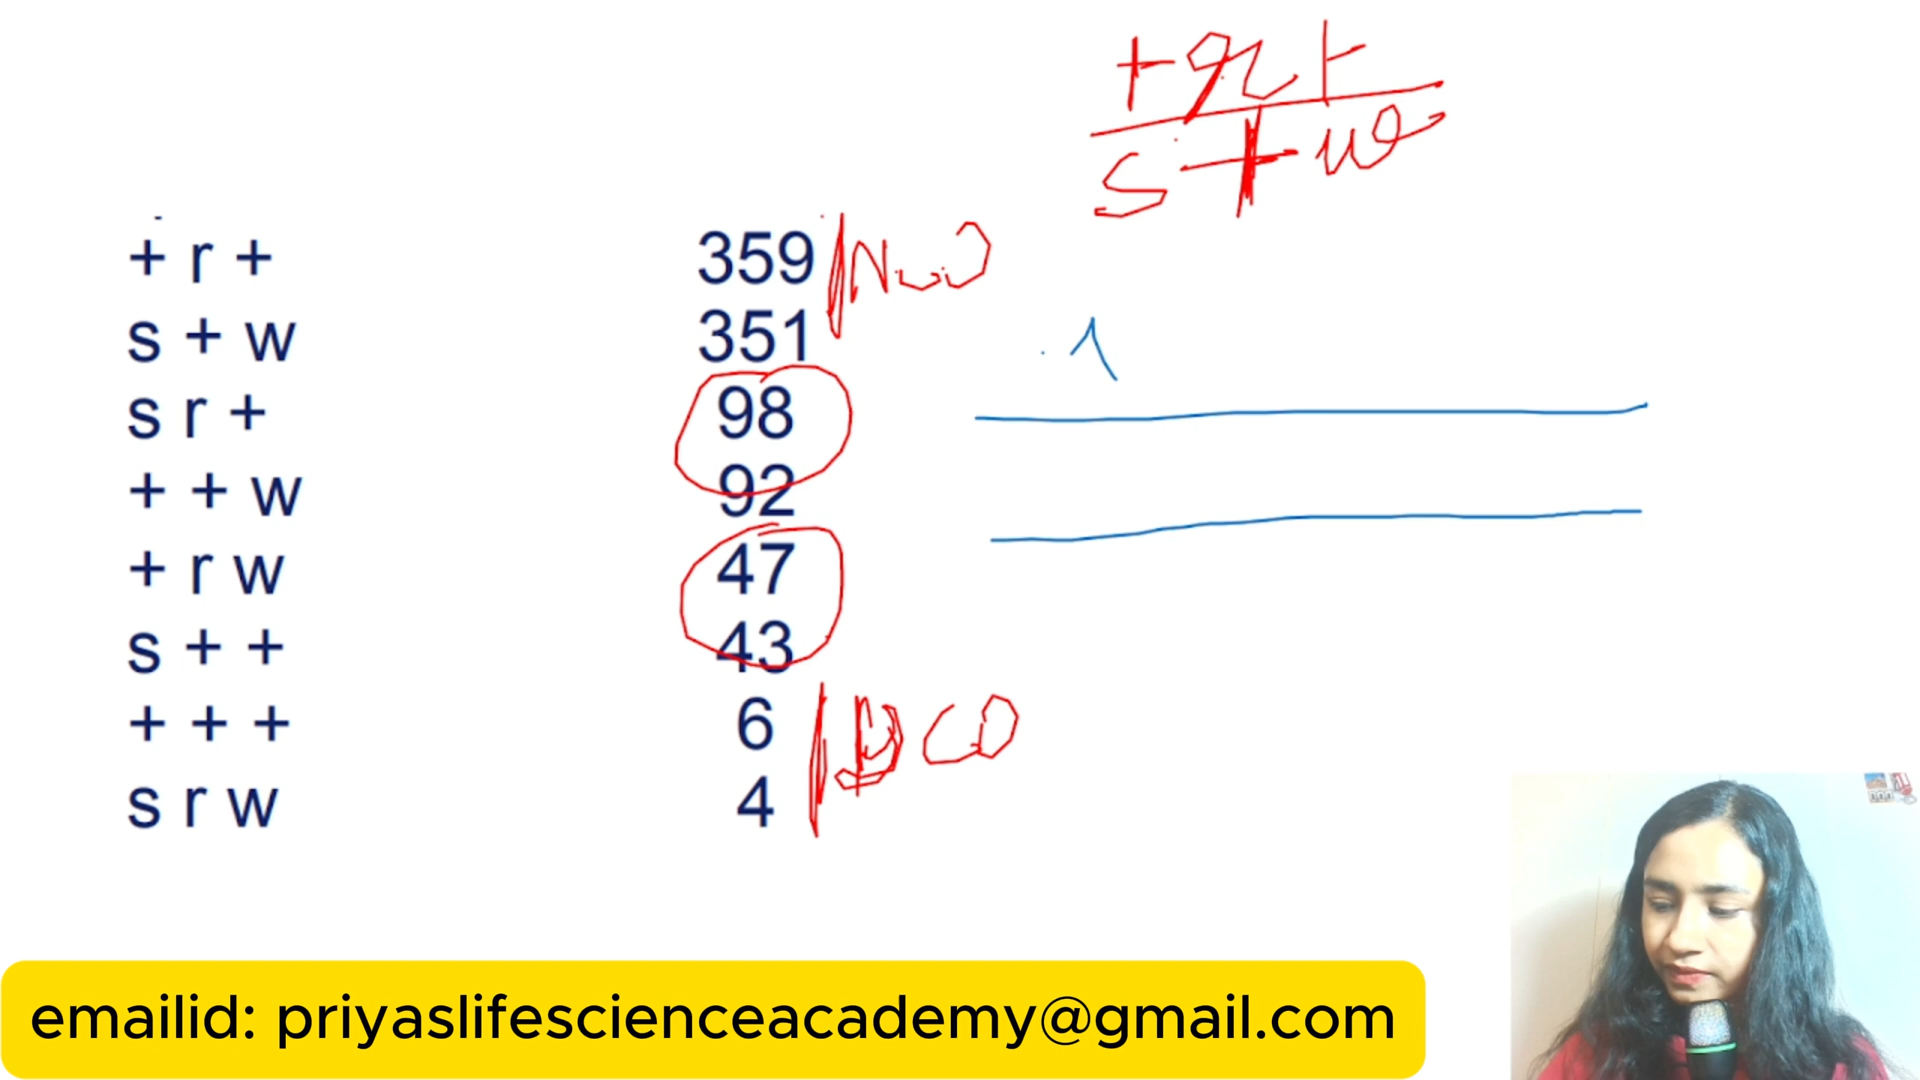 + r +
s + w
+ r + 359 NCO
s + w 351
s r + 98
+ + w 92
+ r w 47
s + + 43
+ + + 6 DCO
s r w 4
emailid: priyaslifescienceacademy@gmail.com